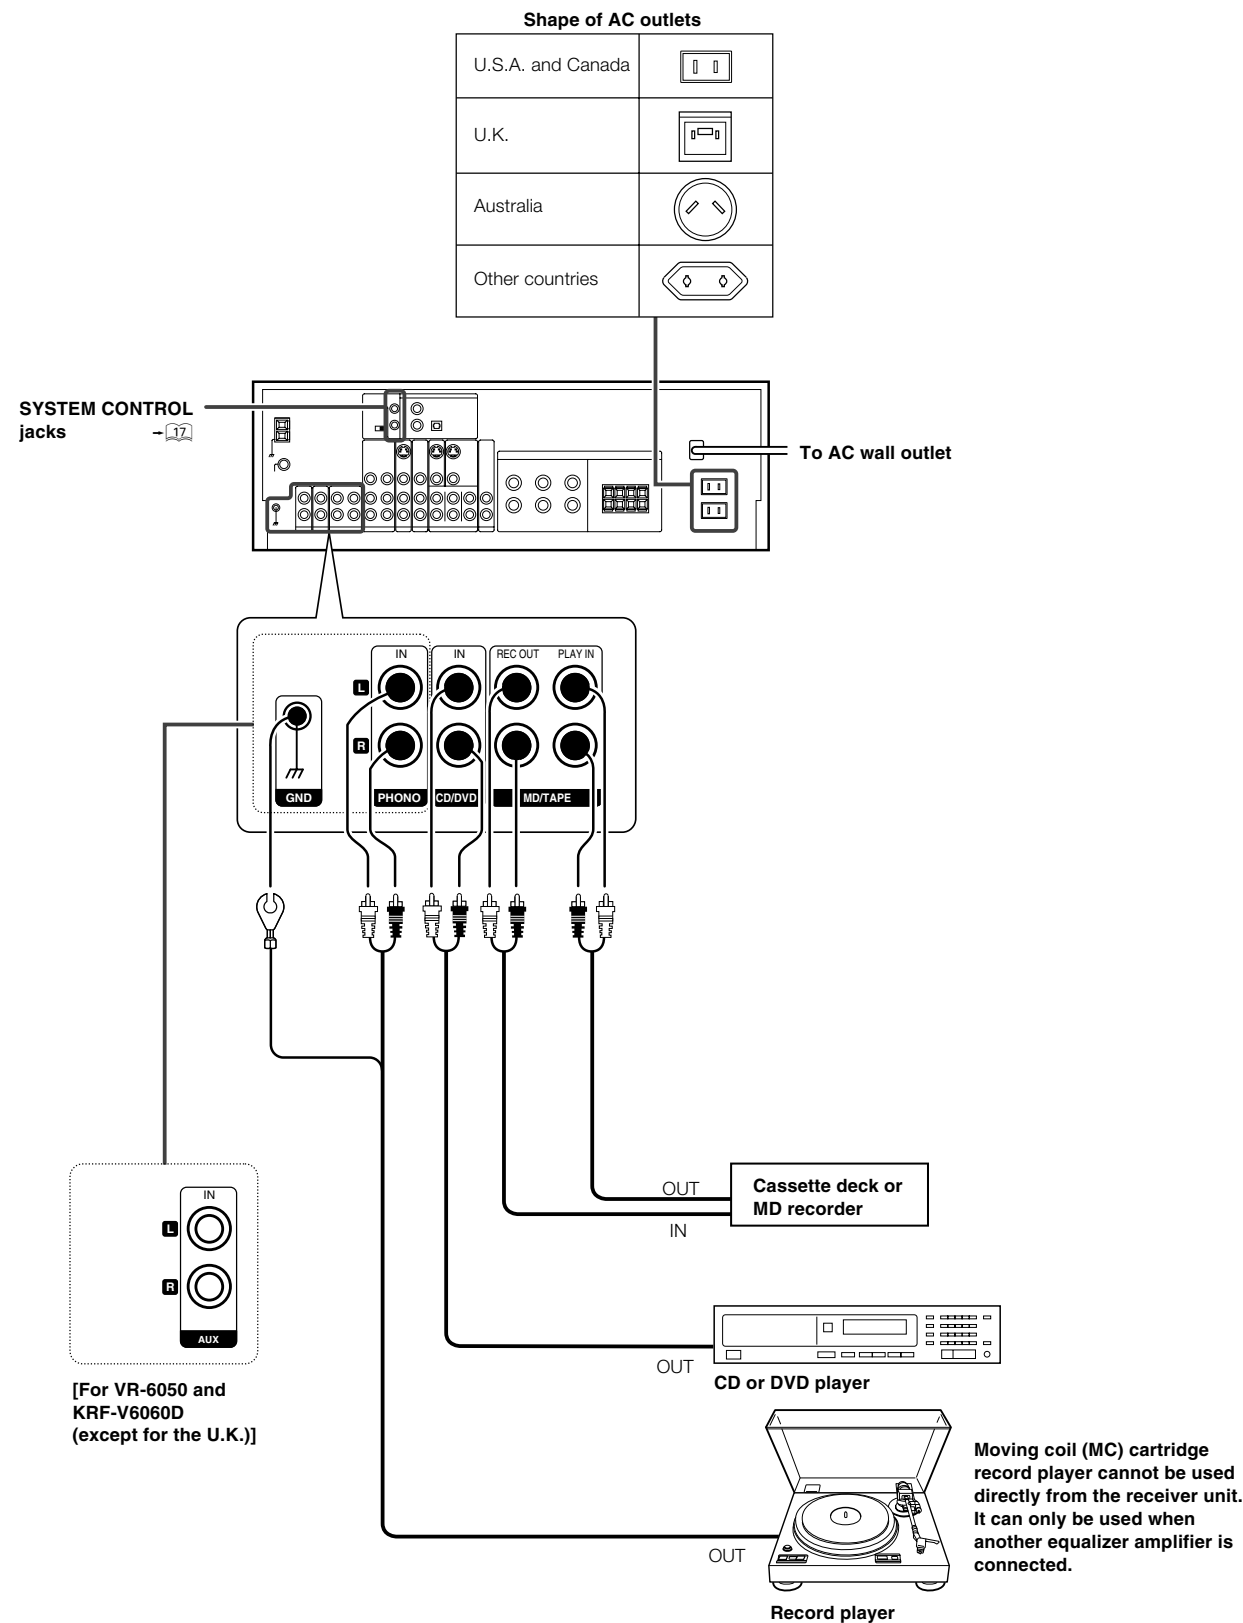 Shape of AC outlets
U.S.A. and Canada
U.K.
Australia
Other countries
SYSTEM CONTROL
jacks →17
To AC wall outlet
IN IN REC OUT PLAY IN
L
R
GND PHONO CD/DVD MD/TAPE
IN
L
R
AUX
[For VR-6050 and
KRF-V6060D
(except for the U.K.)]
OUT
IN
Cassette deck or
MD recorder
OUT
CD or DVD player
OUT
Record player
Moving coil (MC) cartridge
record player cannot be used
directly from the receiver unit.
It can only be used when
another equalizer amplifier is
connected.